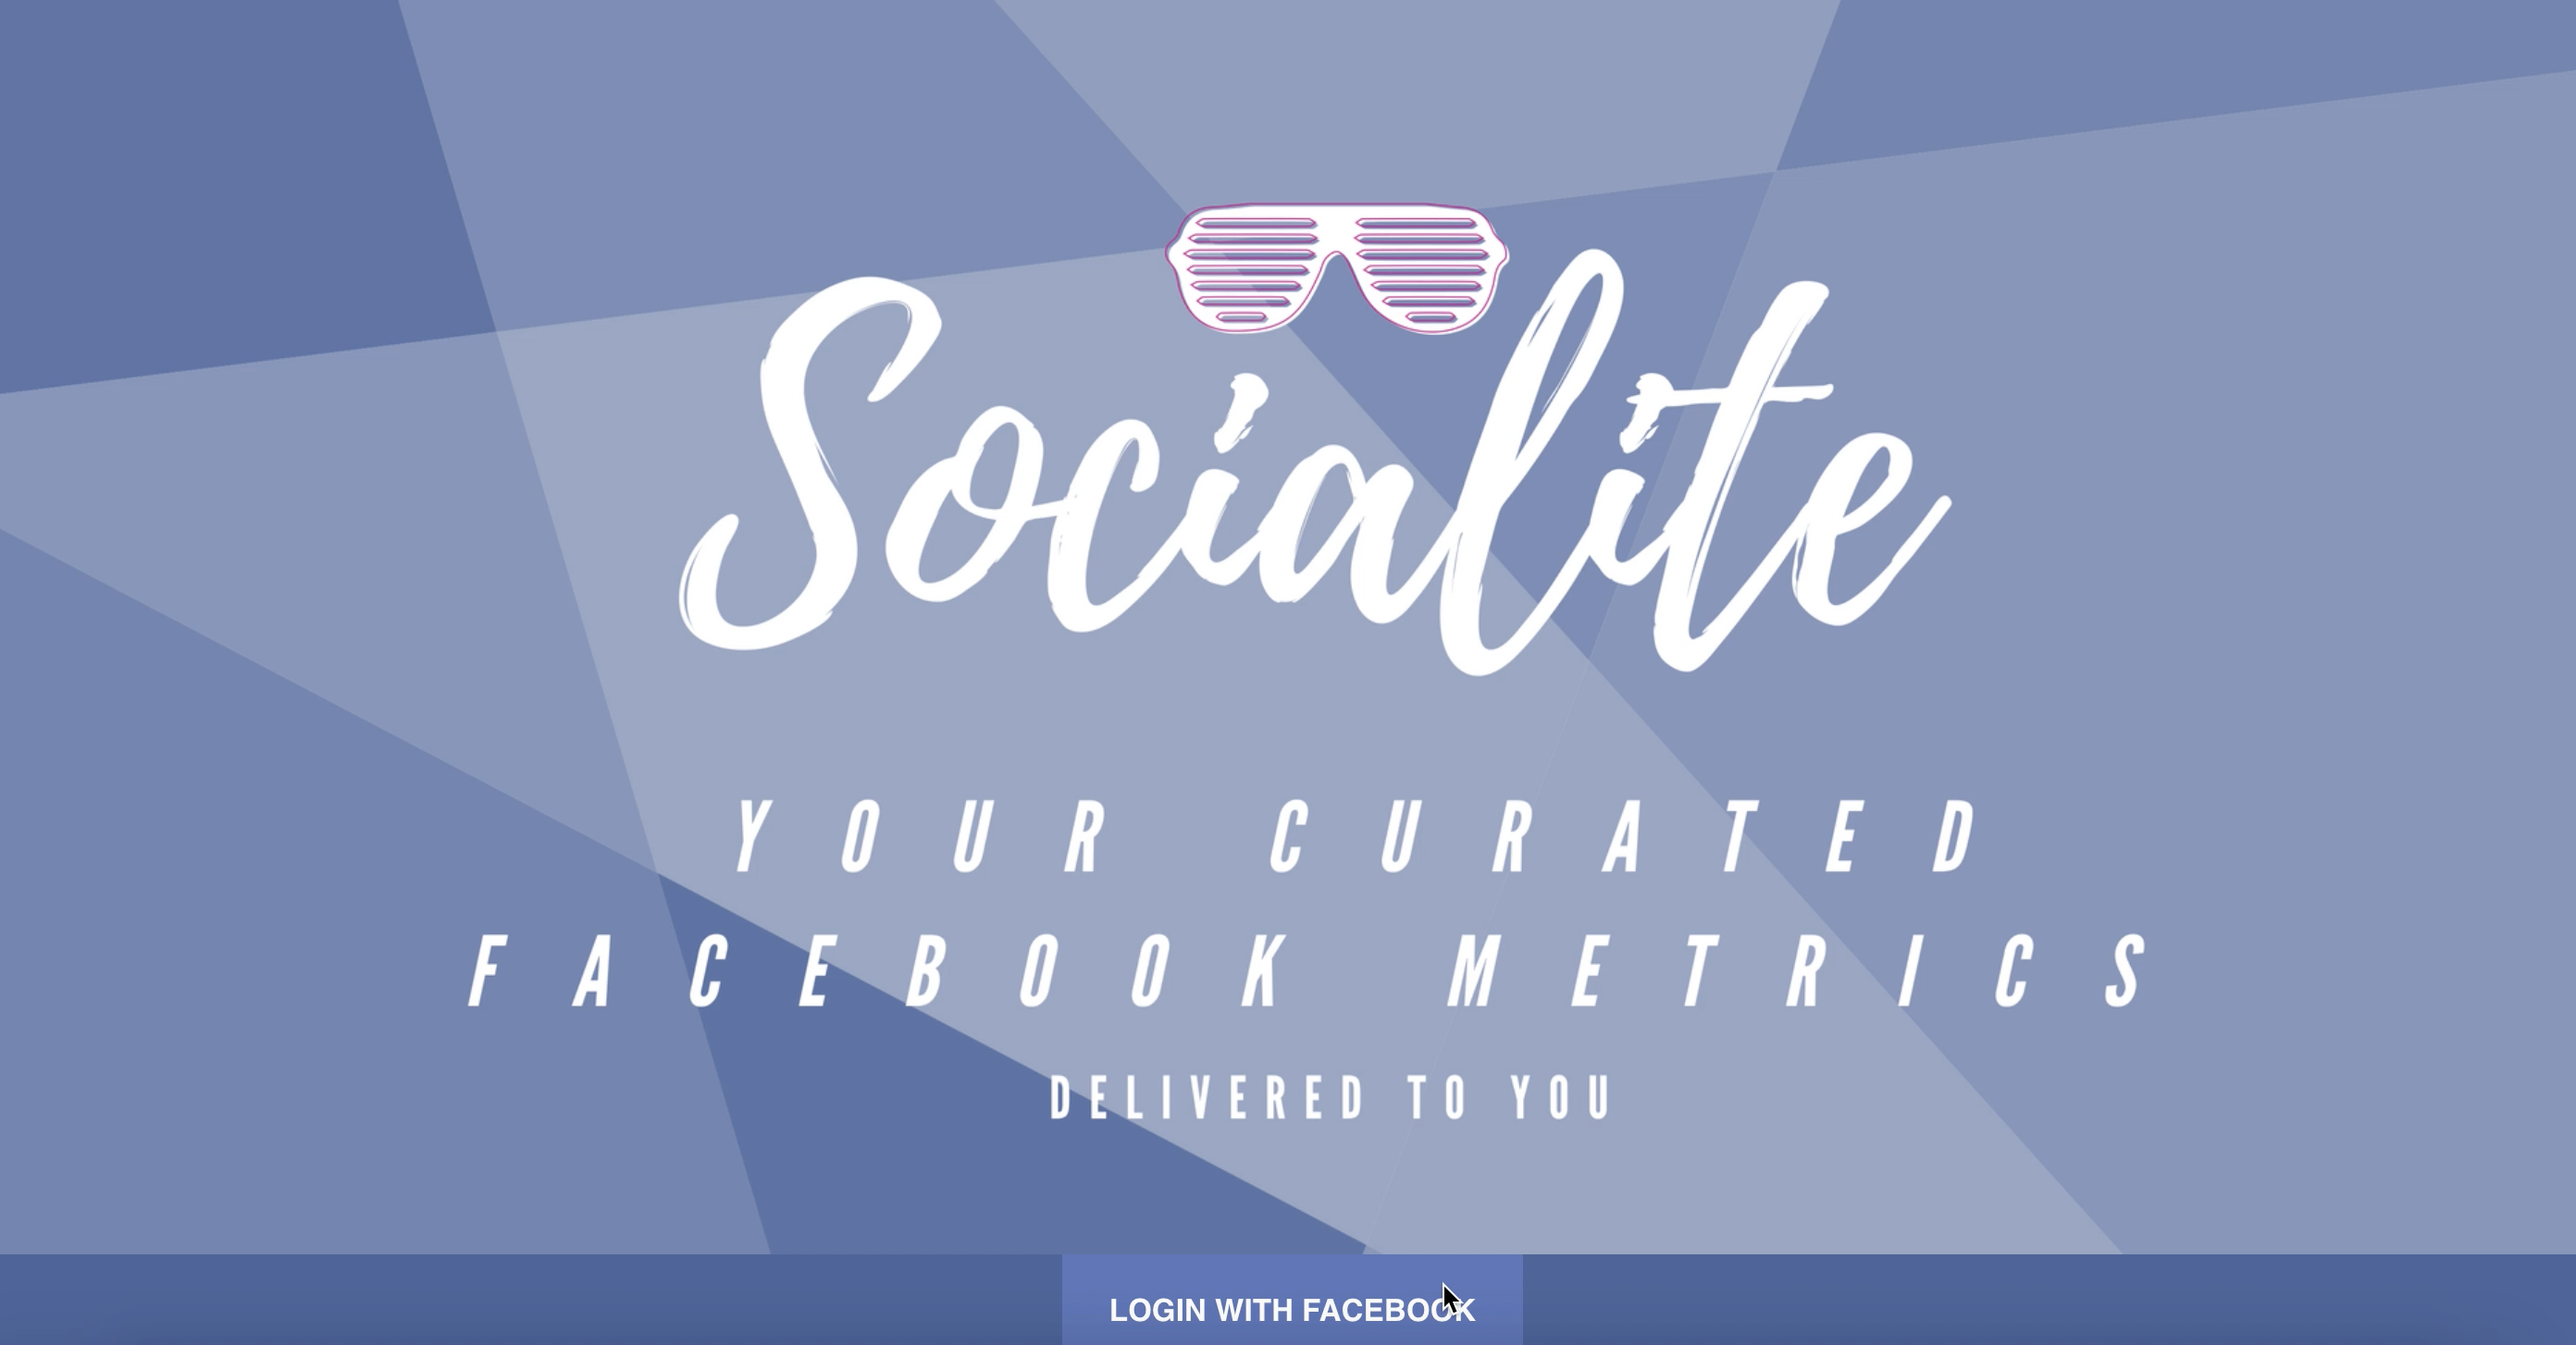 Socialite
YOUR CURATED
FACEBOOK METRICS
DELIVERED TO YOU
LOGIN WITH FACEBOOK